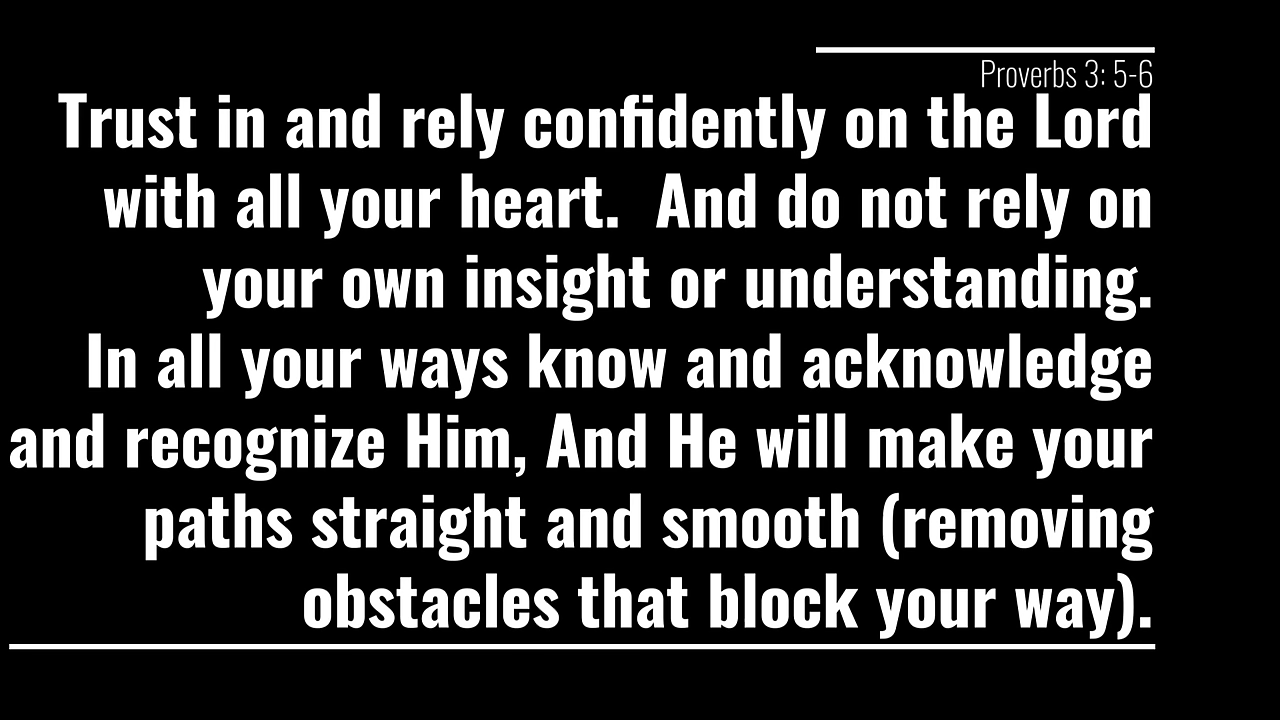 Proverbs 3: 5-6
Trust in and rely confidently on the Lord
with all your heart.  And do not rely on
your own insight or understanding.
In all your ways know and acknowledge
and recognize Him, And He will make your
paths straight and smooth (removing
obstacles that block your way).